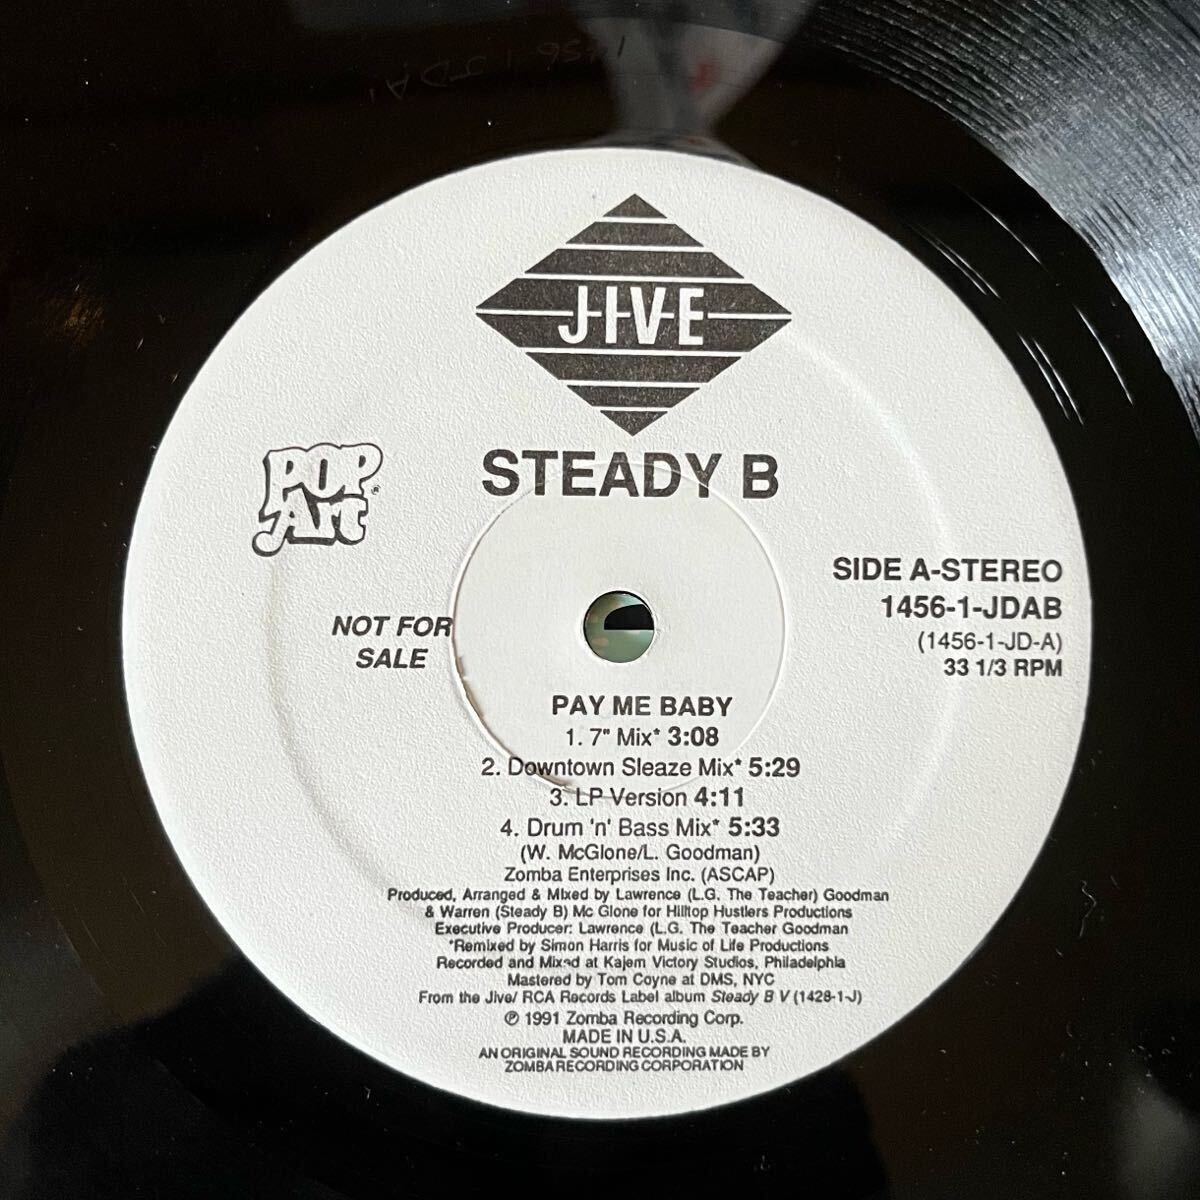 1456-1-JDA
JIVE
STEADY B
POP
Art
®
SIDE A-STEREO
1456-1-JDAB
(1456-1-JD-A)
33 1/3 RPM
NOT FOR
SALE
PAY ME BABY
1. 7" Mix* 3:08
2. Downtown Sleaze Mix* 5:29
3. LP Version 4:11
4. Drum 'n' Bass Mix* 5:33
(W. McGlone/L. Goodman)
Zomba Enterprises Inc. (ASCAP)
Produced, Arranged & Mixed by Lawrence (L.G. The Teacher) Goodman
& Warren (Steady B) Mc Glone for Hilltop Hustlers Productions
Executive Producer: Lawrence (L.G. The Teacher Goodman
*Remixed by Simon Harris for Music of Life Productions
Recorded and Mixed at Kajem Victory Studios, Philadelphia
Mastered by Tom Coyne at DMS, NYC
From the Jive/ RCA Records Label album Steady B V (1428-1-J)
℗ 1991 Zomba Recording Corp.
MADE IN U.S.A.
AN ORIGINAL SOUND RECORDING MADE BY
ZOMBA RECORDING CORPORATION